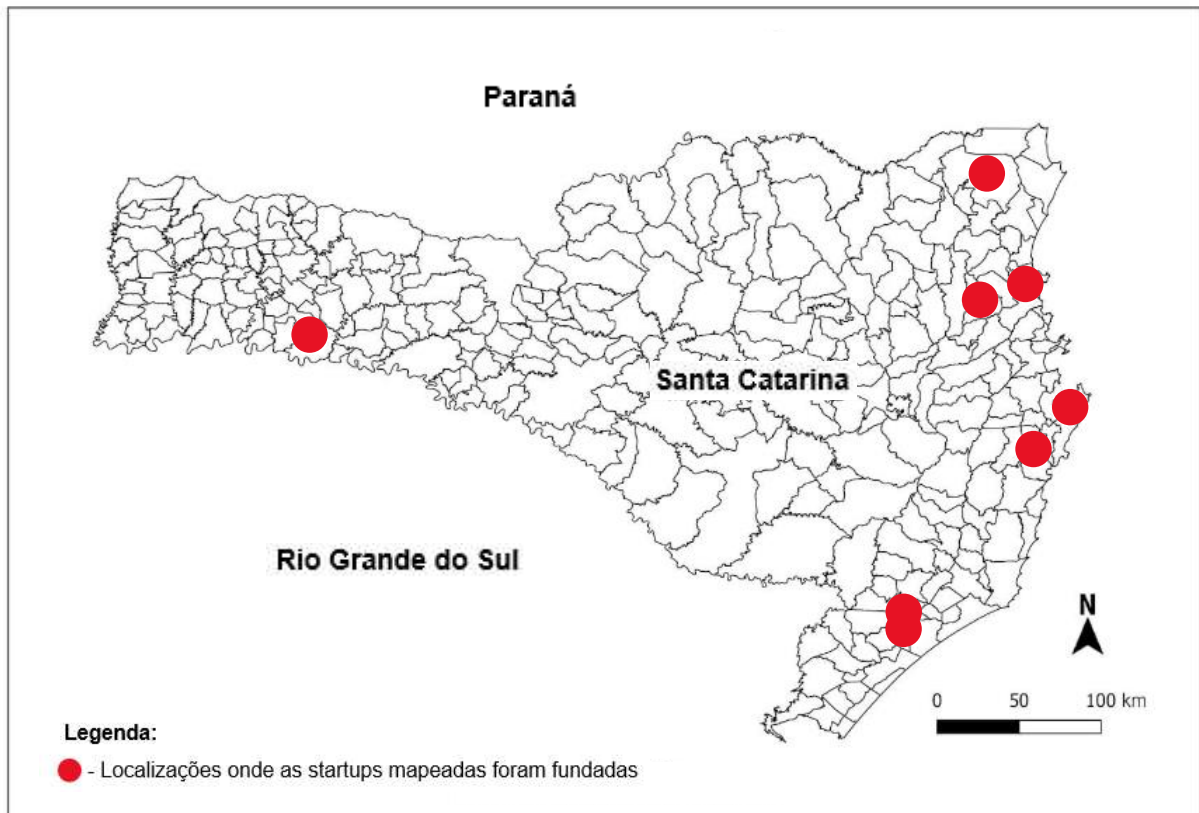 Paraná
Santa Catarina
Rio Grande do Sul
N
0 50 100 km
Legenda:
- Localizações onde as startups mapeadas foram fundadas